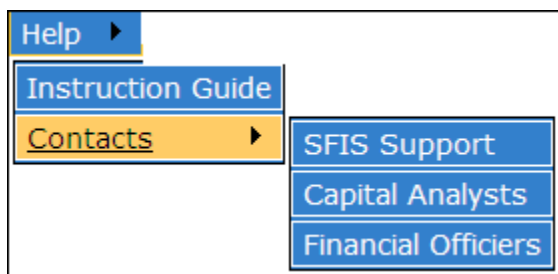 Help
Instruction Guide
Contacts
SFIS Support
Capital Analysts
Financial Officiers